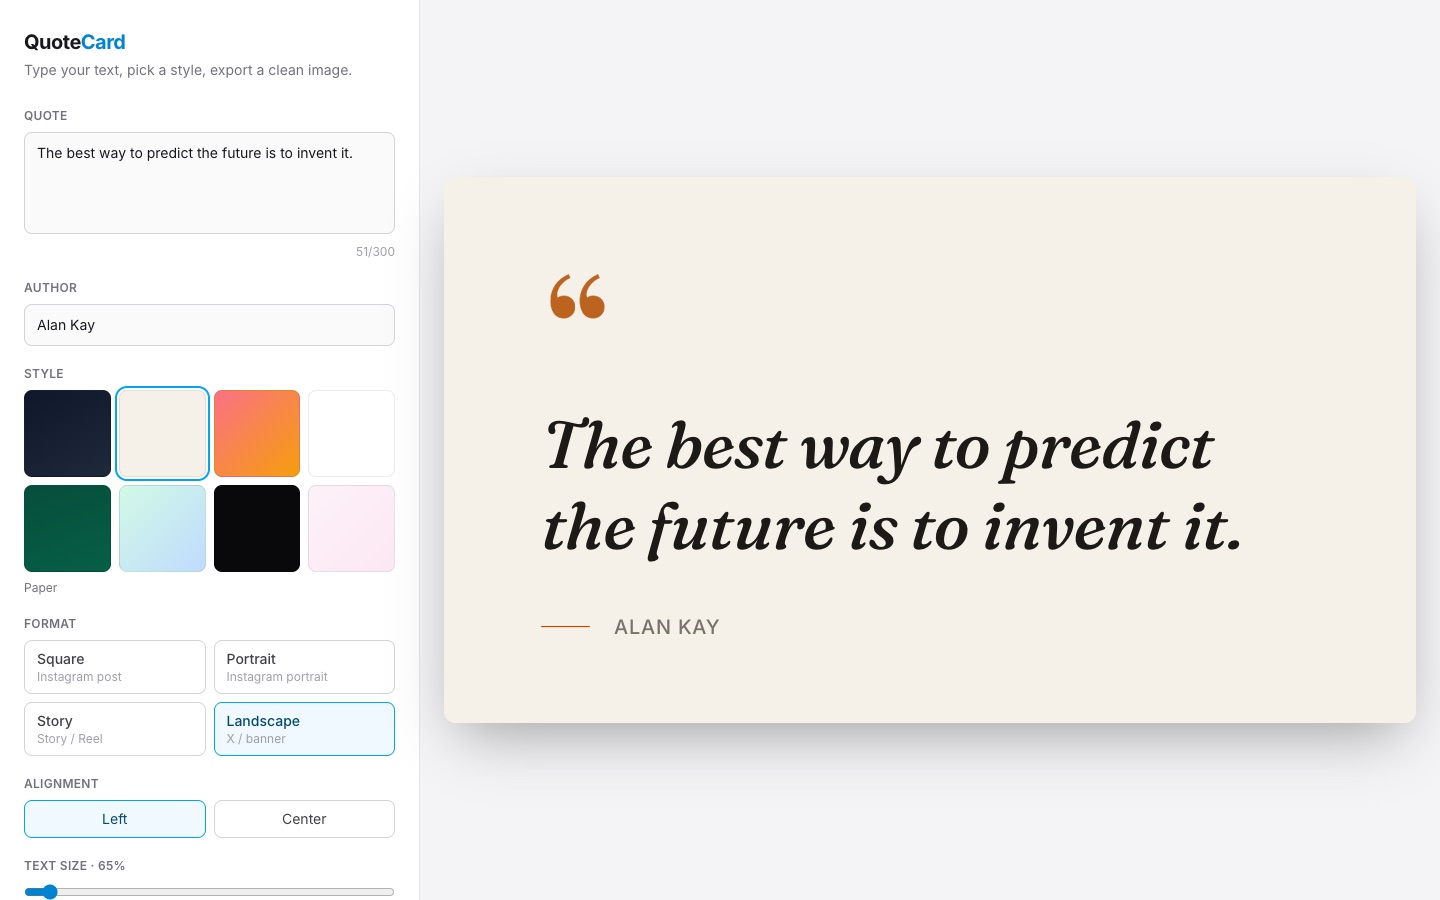 QuoteCard
Type your text, pick a style, export a clean image.
QUOTE
The best way to predict the future is to invent it.
51/300
AUTHOR
Alan Kay
STYLE
Paper
FORMAT
Square
Instagram post
Portrait
Instagram portrait
Story
Story / Reel
Landscape
X / banner
ALIGNMENT
Left
Center
TEXT SIZE · 65%
“
The best way to predict
the future is to invent it.
ALAN KAY